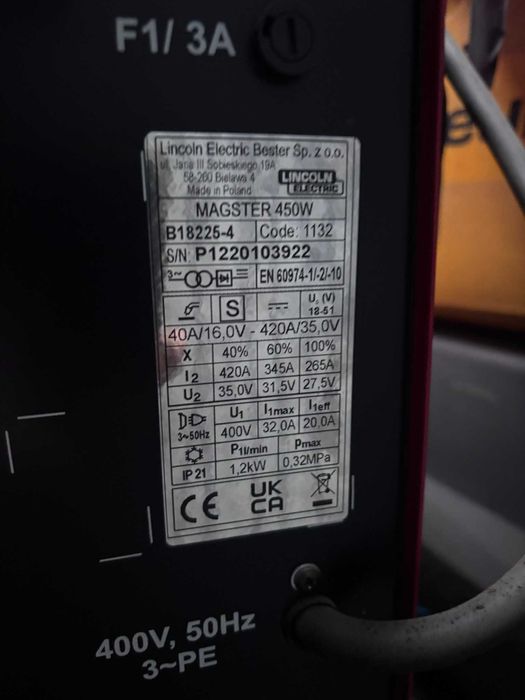 F1/ 3A
Lincoln Electric Bester Sp. z o.o.
ul. Jana III Sobieskiego 19A
58-260 Bielawa 4
Made in Poland
LINCOLN
ELECTRIC
MAGSTER 450W
B18225-4 Code: 1132
S/N: P1220103922
3~ EN 60974-1/-2/-10
S U₀ (V)
18-51
40A/16,0V - 420A/35,0V
X 40% 60% 100%
I2 420A 345A 265A
U2 35,0V 31,5V 27,5V
U1 I1max I1eff
3~50Hz 400V 32,0A 20.0A
P1l/min Pmax
IP 21 1,2kW 0,32MPa
CE UK
CA
400V, 50Hz
3~PE